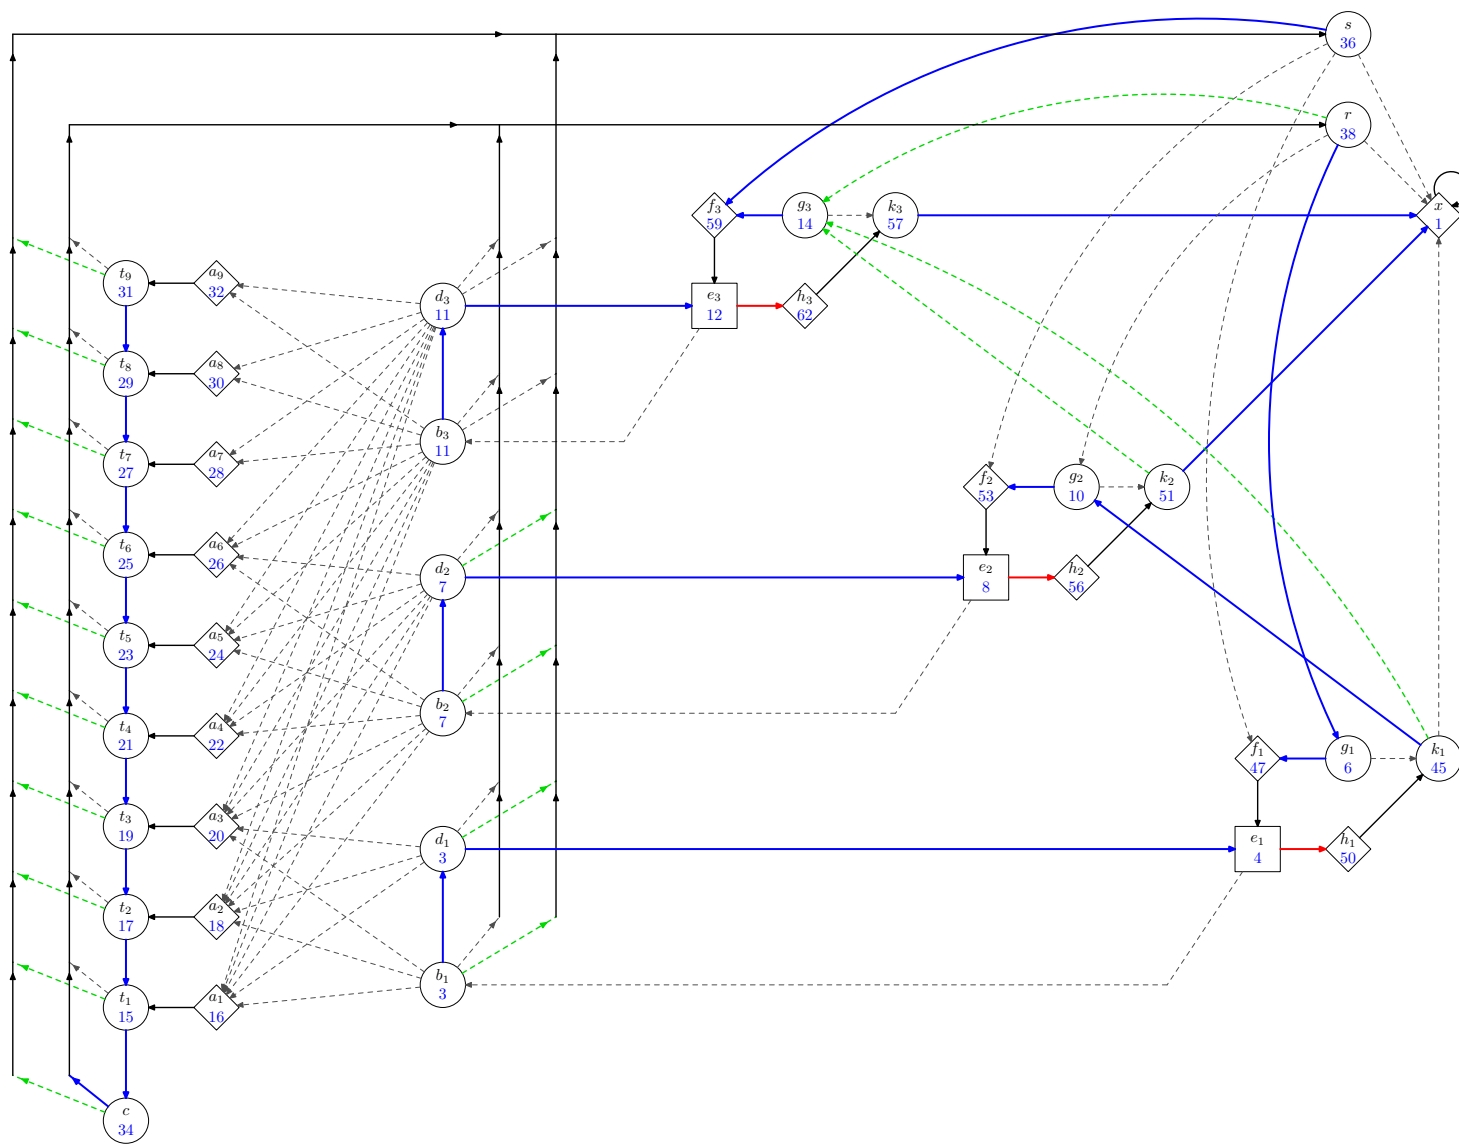 s
36
r
38
f₃
59
g₃
14
k₃
57
x
1
t₉
31
a₉
32
d₃
11
e₃
12
h₃
62
t₈
29
a₈
30
b₃
11
t₇
27
a₇
28
f₂
53
g₂
10
k₂
51
t₆
25
a₆
26
d₂
7
e₂
8
h₂
56
t₅
23
a₅
24
b₂
7
t₄
21
a₄
22
f₁
47
g₁
6
k₁
45
t₃
19
a₃
20
d₁
3
e₁
4
h₁
50
t₂
17
a₂
18
b₁
3
t₁
15
a₁
16
c
34